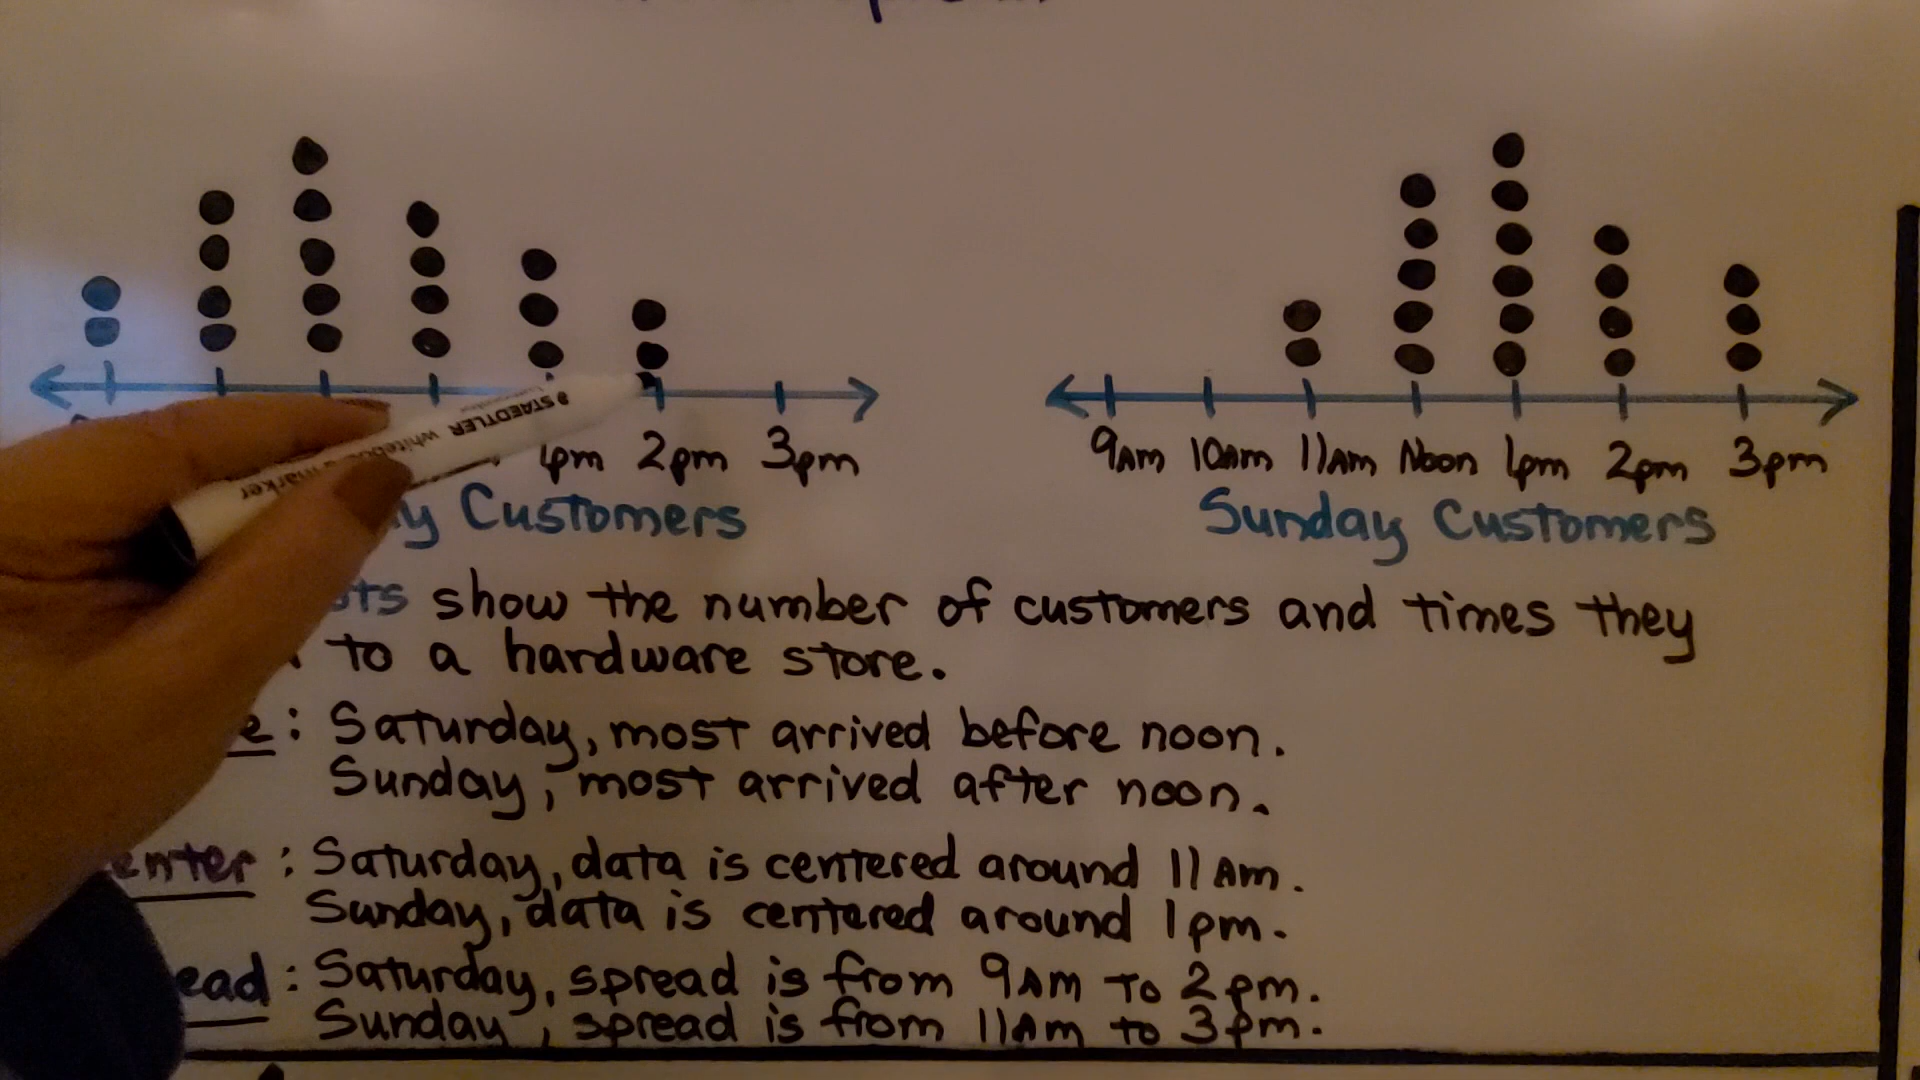 1pm 2pm 3pm
9Am 10Am 11Am Noon 1pm 2pm 3pm
STAEDTLER whiteboard marker
Customers
Sunday Customers
show the number of customers and times they
to a hardware store.
: Saturday, most arrived before noon.
Sunday, most arrived after noon.
enter : Saturday, data is centered around 11 Am.
Sunday, data is centered around 1pm.
ead : Saturday, spread is from 9Am to 2pm.
Sunday, spread is from 11Am to 3pm.